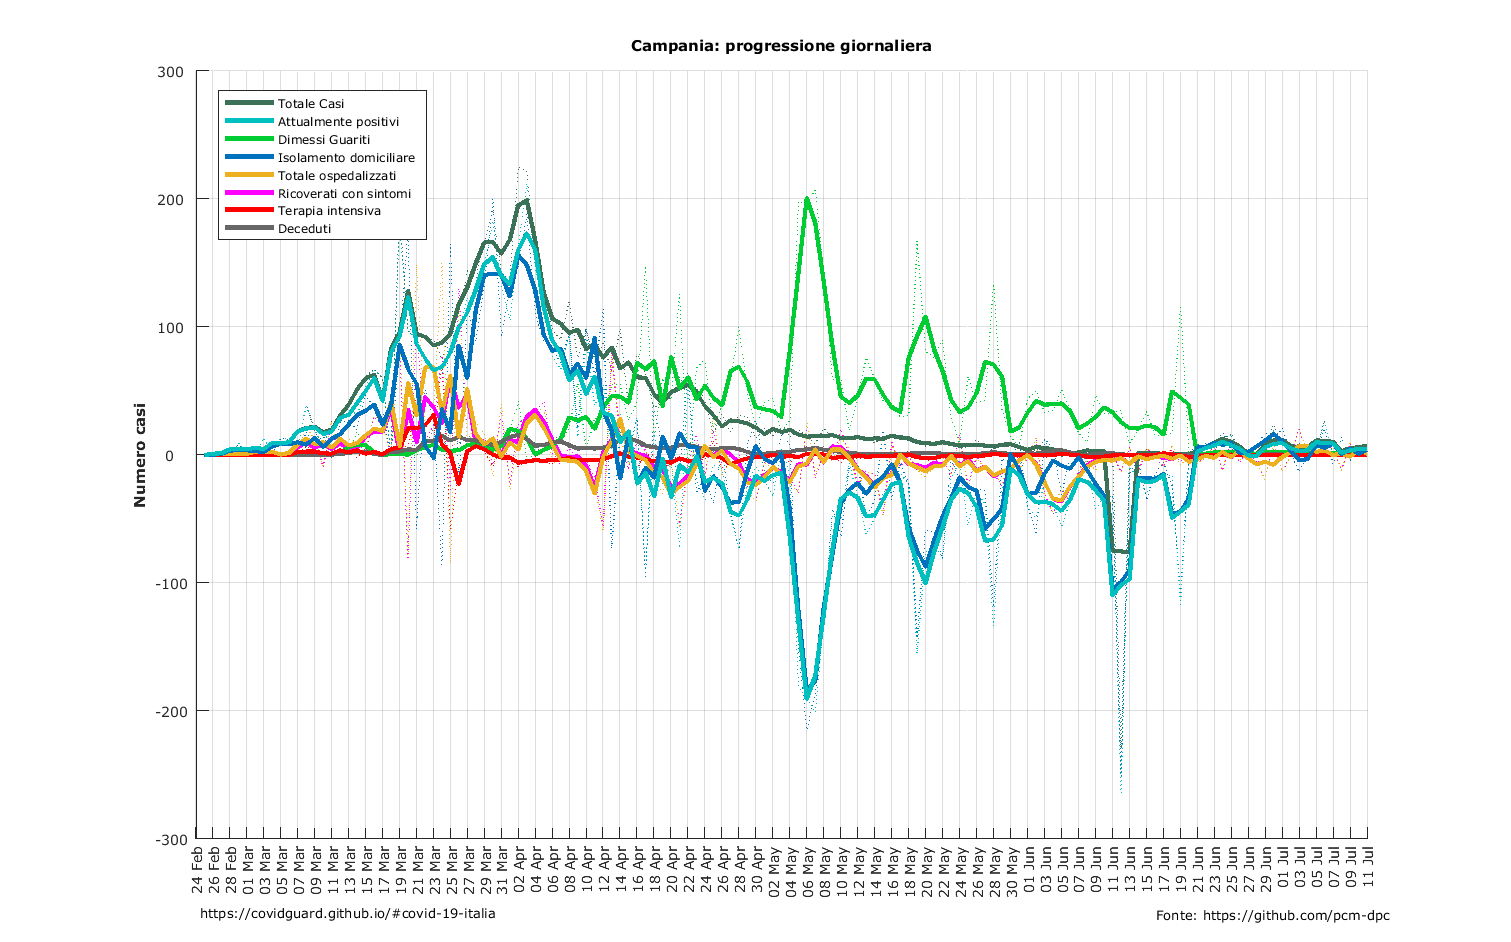 Campania: progressione giornaliera
300
200
100
0
-100
-200
-300
Numero casi
Totale Casi
Attualmente positivi
Dimessi Guariti
Isolamento domiciliare
Totale ospedalizzati
Ricoverati con sintomi
Terapia intensiva
Deceduti
24 Feb
26 Feb
28 Feb
01 Mar
03 Mar
05 Mar
07 Mar
09 Mar
11 Mar
13 Mar
15 Mar
17 Mar
19 Mar
21 Mar
23 Mar
25 Mar
27 Mar
29 Mar
31 Mar
02 Apr
04 Apr
06 Apr
08 Apr
10 Apr
12 Apr
14 Apr
16 Apr
18 Apr
20 Apr
22 Apr
24 Apr
26 Apr
28 Apr
30 Apr
02 May
04 May
06 May
08 May
10 May
12 May
14 May
16 May
18 May
20 May
22 May
24 May
26 May
28 May
30 May
01 Jun
03 Jun
05 Jun
07 Jun
09 Jun
11 Jun
13 Jun
15 Jun
17 Jun
19 Jun
21 Jun
23 Jun
25 Jun
27 Jun
29 Jun
01 Jul
03 Jul
05 Jul
07 Jul
09 Jul
11 Jul
https://covidguard.github.io/#covid-19-italia
Fonte: https://github.com/pcm-dpc